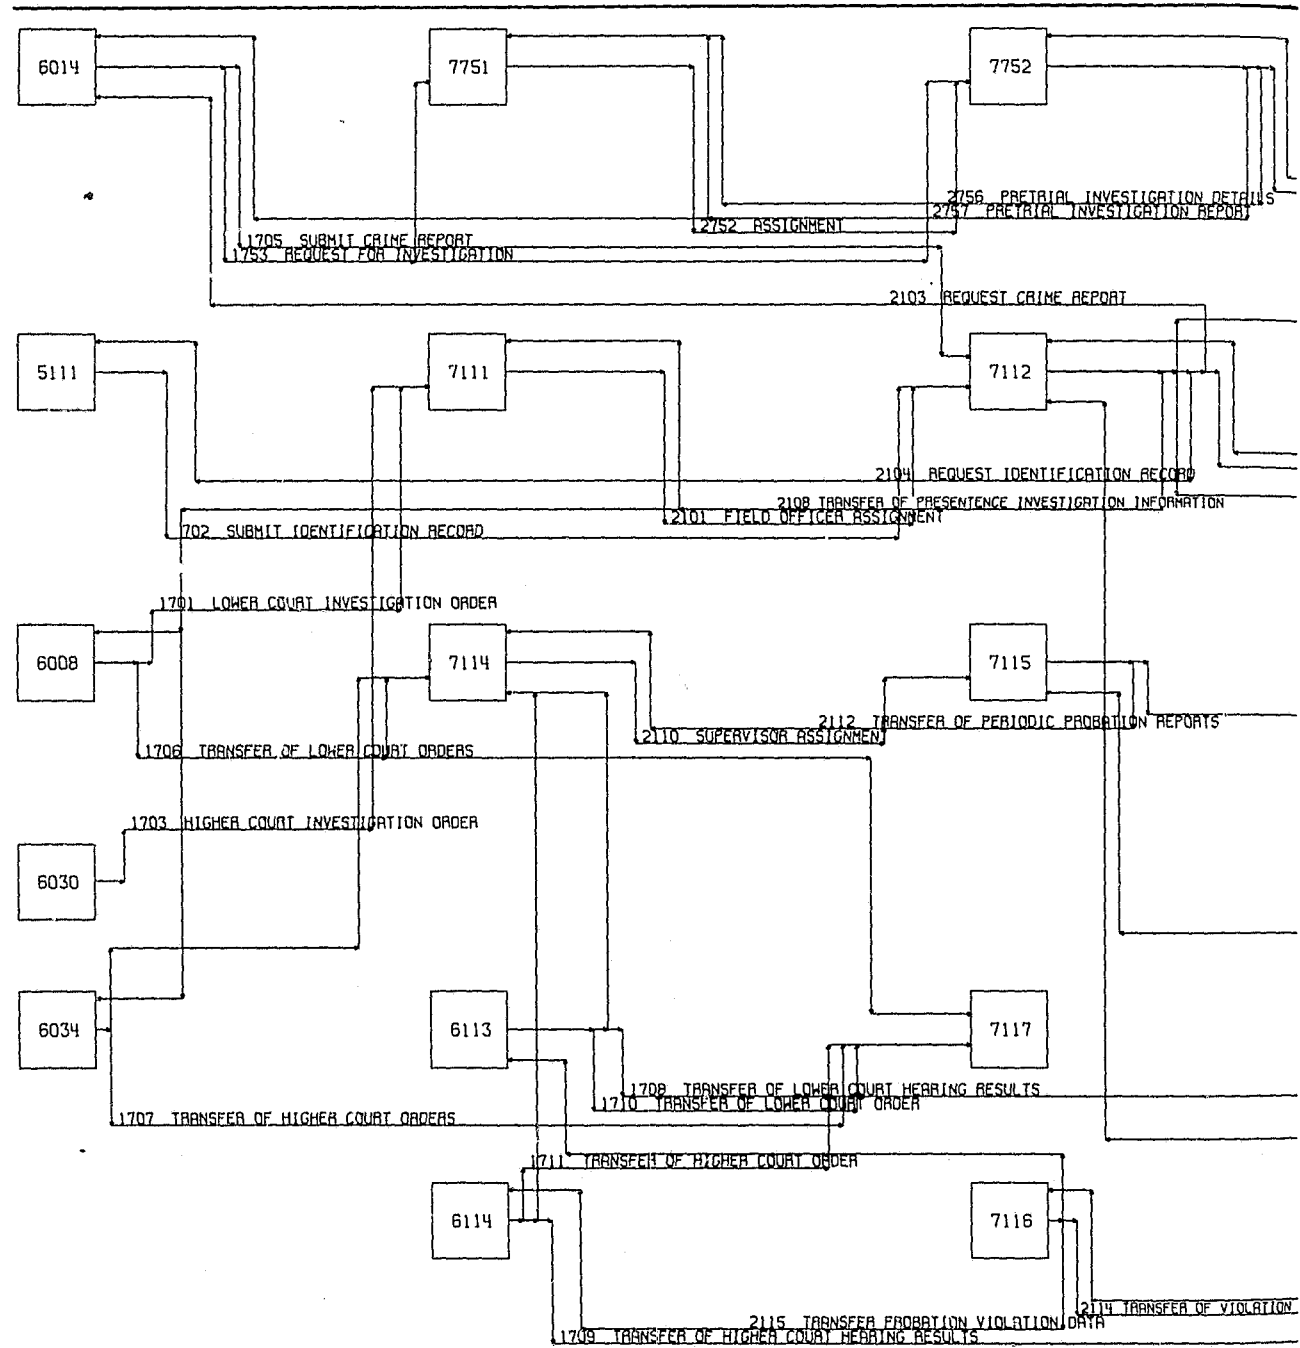 6014
7751
7752
2756 PRETRIAL INVESTIGATION DETAILS
2757 PRETRIAL INVESTIGATION REPORT
2752 ASSIGNMENT
1705 SUBMIT CRIME REPORT
1753 REQUEST FOR INVESTIGATION
2103 REQUEST CRIME REPORT
5111
7111
7112
2104 REQUEST IDENTIFICATION RECORD
2108 TRANSFER OF PRESENTENCE INVESTIGATION INFORMATION
2101 FIELD OFFICER ASSIGNMENT
702 SUBMIT IDENTIFICATION RECORD
1701 LOWER COURT INVESTIGATION ORDER
6008
7114
7115
2112 TRANSFER OF PERIODIC PROBATION REPORTS
2110 SUPERVISOR ASSIGNMEN
1706 TRANSFER OF LOWER COURT ORDERS
1703 HIGHER COURT INVESTIGATION ORDER
6030
6034
6113
7117
1708 TRANSFER OF LOWER COURT HEARING RESULTS
1710 TRANSFER OF LOWER COURT ORDER
1707 TRANSFER OF HIGHER COURT ORDERS
1711 TRANSFER OF HIGHER COURT ORDER
6114
7116
2114 TRANSFER OF VIOLATION
2115 TRANSFER PROBATION VIOLATION DATA
1709 TRANSFER OF HIGHER COURT HEARING RESULTS